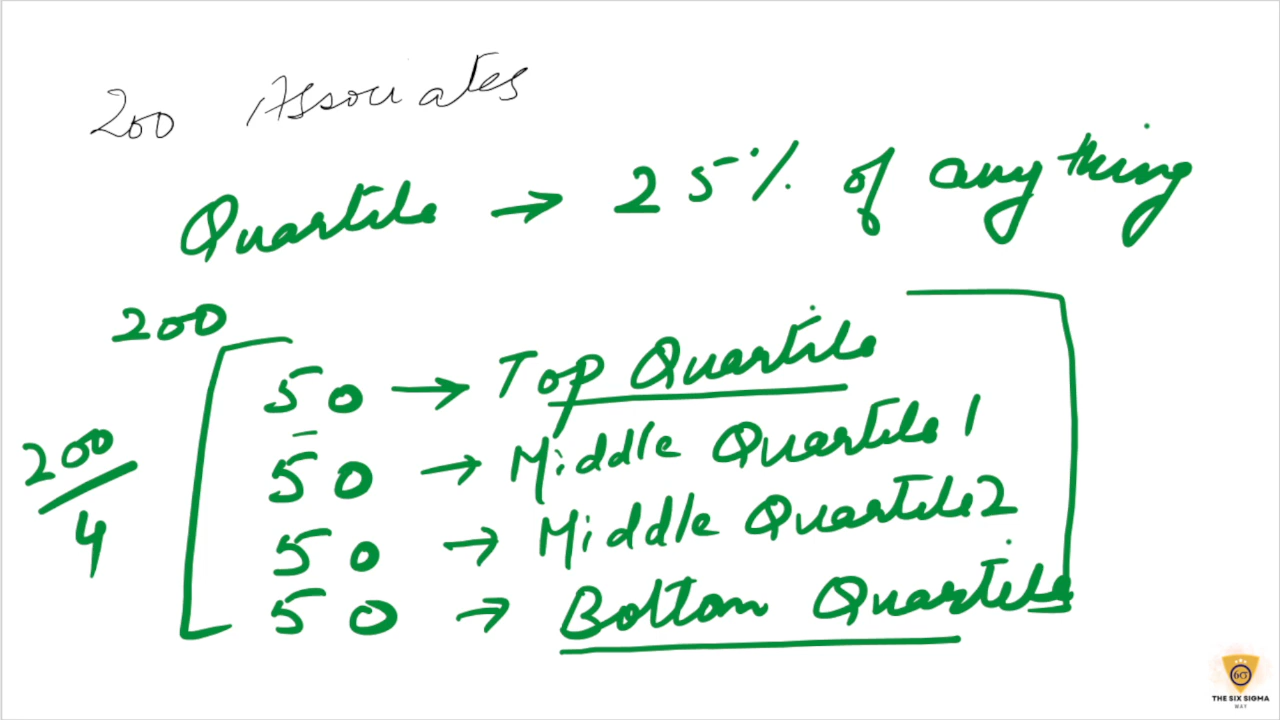 200 Associates
Quartile → 25% of anything
200
50 → Top Quartile
50 → Middle Quartile 1
200/4
50 → Middle Quartile 2
50 → Bottom Quartile
6σ
THE SIX SIGMA
WAY